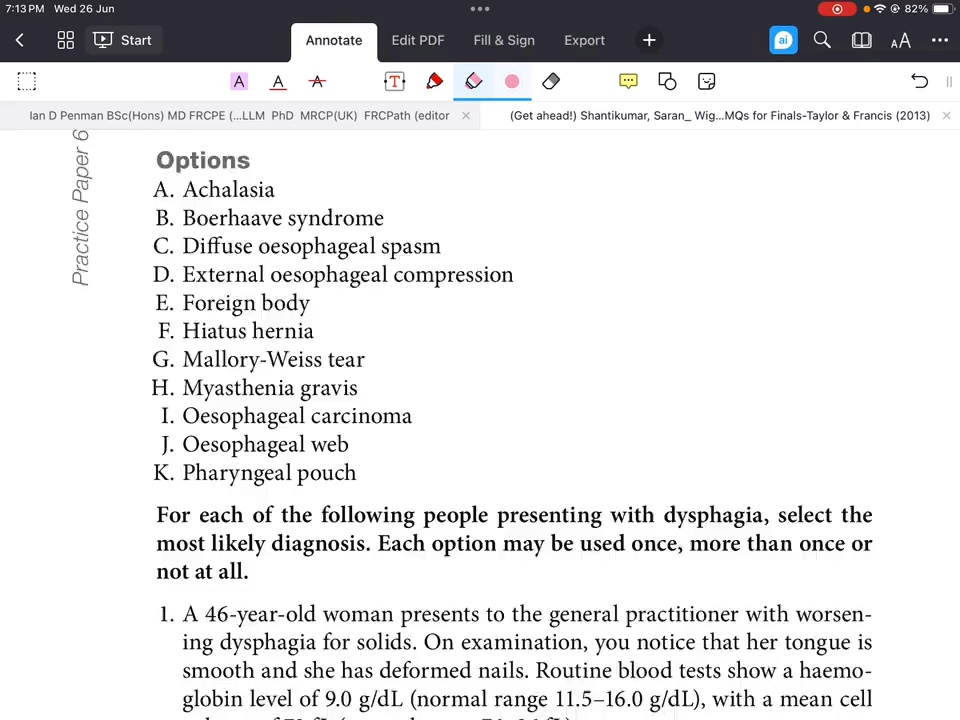 7:13 PM Wed 26 Jun
82%
Start
Annotate
Edit PDF
Fill & Sign
Export
ai
AA
A
A
A
T
Ian D Penman BSc(Hons) MD FRCPE (...LLM PhD MRCP(UK) FRCPath (editor
(Get ahead!) Shantikumar, Saran_ Wig...MQs for Finals-Taylor & Francis (2013)
Practice Paper 6
Options
A. Achalasia
B. Boerhaave syndrome
C. Diffuse oesophageal spasm
D. External oesophageal compression
E. Foreign body
F. Hiatus hernia
G. Mallory-Weiss tear
H. Myasthenia gravis
I. Oesophageal carcinoma
J. Oesophageal web
K. Pharyngeal pouch
For each of the following people presenting with dysphagia, select the
most likely diagnosis. Each option may be used once, more than once or
not at all.
1. A 46-year-old woman presents to the general practitioner with worsen-
ing dysphagia for solids. On examination, you notice that her tongue is
smooth and she has deformed nails. Routine blood tests show a haemo-
globin level of 9.0 g/dL (normal range 11.5–16.0 g/dL), with a mean cell